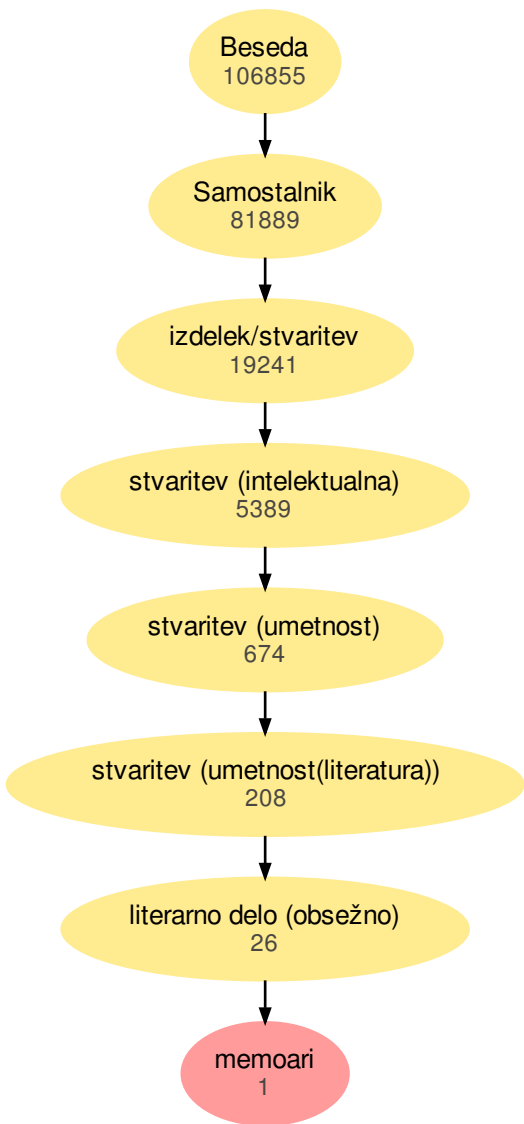 Beseda
106855
Samostalnik
81889
izdelek/stvaritev
19241
stvaritev (intelektualna)
5389
stvaritev (umetnost)
674
stvaritev (umetnost(literatura))
208
literarno delo (obsežno)
26
memoari
1